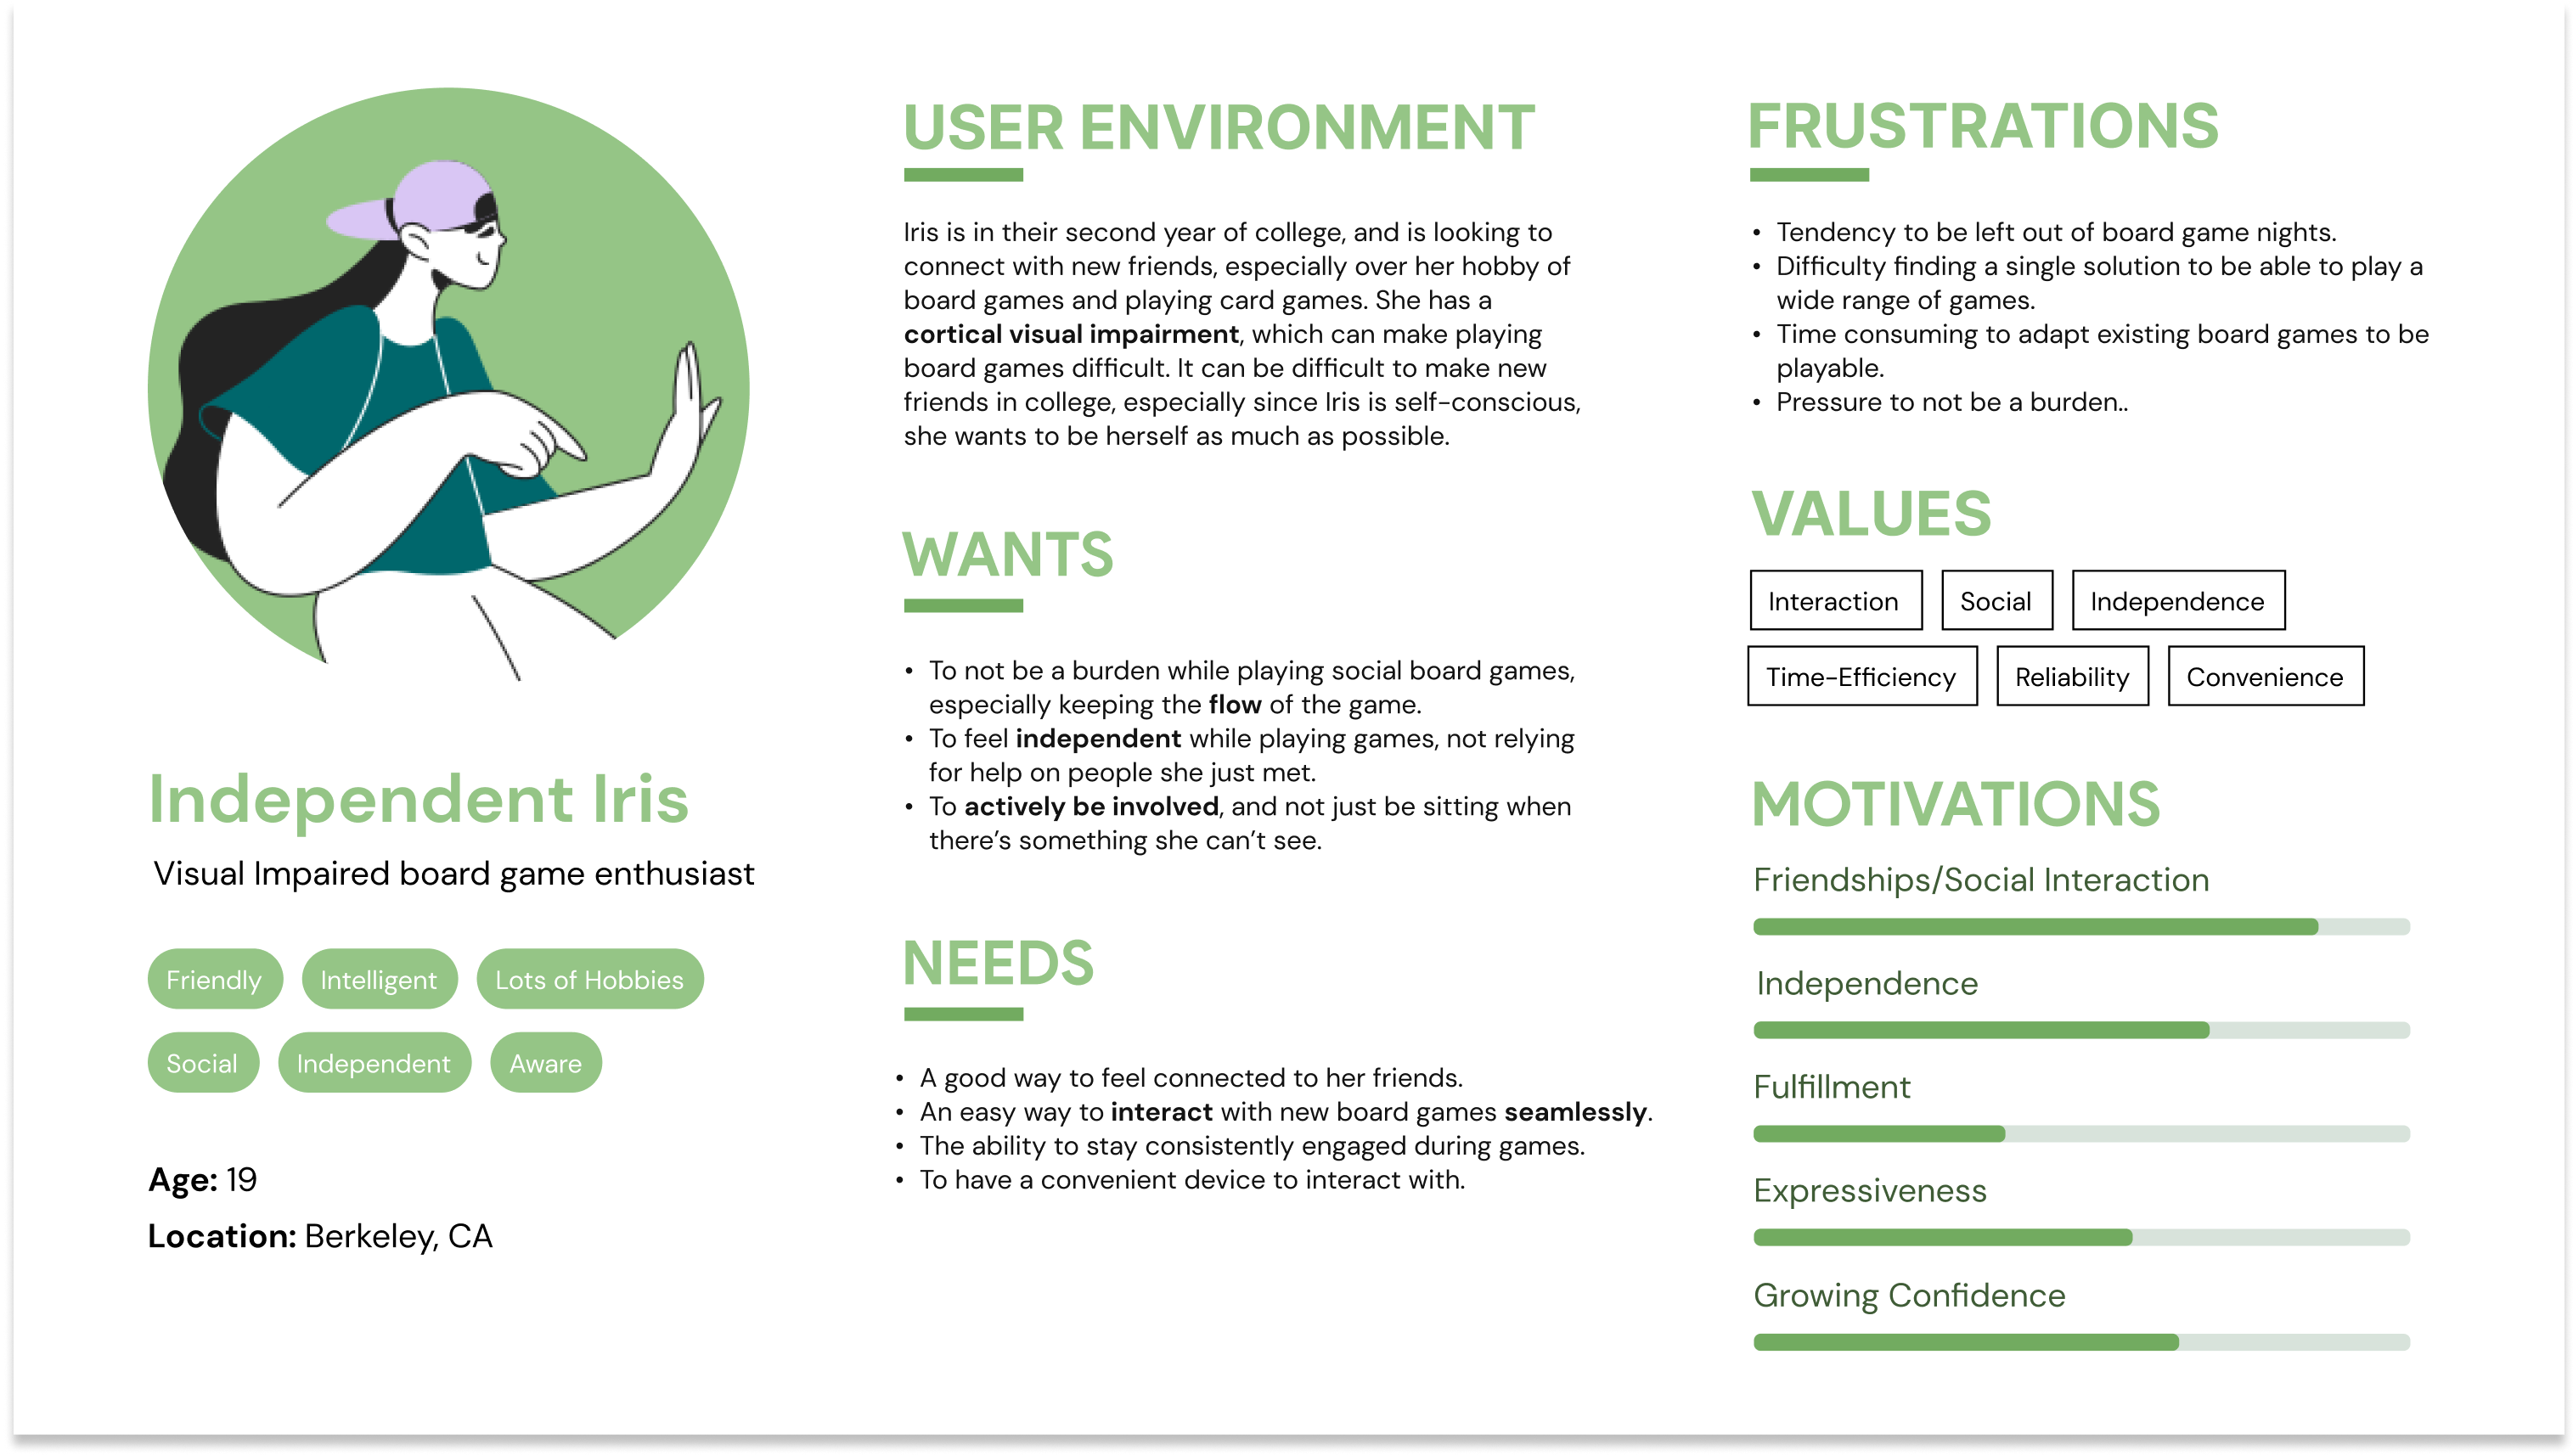 Independent Iris
Visual Impaired board game enthusiast
Friendly
Intelligent
Lots of Hobbies
Social
Independent
Aware
Age: 19
Location: Berkeley, CA
USER ENVIRONMENT
Iris is in their second year of college, and is looking to
connect with new friends, especially over her hobby of
board games and playing card games. She has a
cortical visual impairment, which can make playing
board games difficult. It can be difficult to make new
friends in college, especially since Iris is self-conscious,
she wants to be herself as much as possible.
WANTS
• To not be a burden while playing social board games,
especially keeping the flow of the game.
• To feel independent while playing games, not relying
for help on people she just met.
• To actively be involved, and not just be sitting when
there's something she can't see.
NEEDS
• A good way to feel connected to her friends.
• An easy way to interact with new board games seamlessly.
• The ability to stay consistently engaged during games.
• To have a convenient device to interact with.
FRUSTRATIONS
• Tendency to be left out of board game nights.
• Difficulty finding a single solution to be able to play a
wide range of games.
• Time consuming to adapt existing board games to be
playable.
• Pressure to not be a burden..
VALUES
Interaction
Social
Independence
Time-Efficiency
Reliability
Convenience
MOTIVATIONS
Friendships/Social Interaction
Independence
Fulfillment
Expressiveness
Growing Confidence